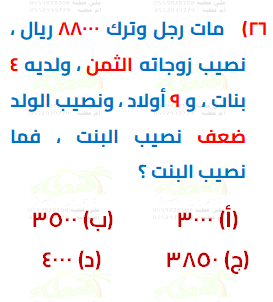 ٢٦) مات رجل وترك ٨٨٠٠٠ ريال ،
نصيب زوجاته الثمن ، ولديه ٤
بنات ، و ٩ أولاد ، ونصيب الولد
ضعف نصيب البنت ، فما
نصيب البنت ؟
(أ) ٣٠٠٠ (ب) ٣٥٠٠
(ج) ٣٨٥٠ (د) ٤٠٠٠